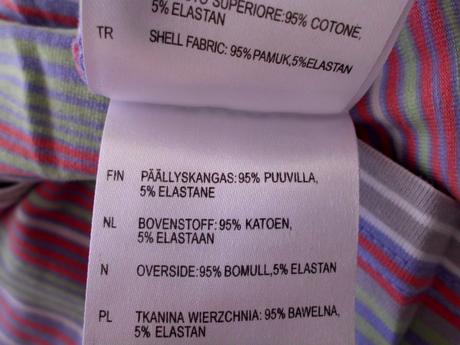 SUPERIORE:95% COTONE,
5% ELASTAN
TR SHELL FABRIC: 95%PAMUK,5%ELASTAN
FIN PÄÄLLYSKANGAS:95% PUUVILLA,
5% ELASTANE
NL BOVENSTOFF:95% KATOEN,
5% ELASTAAN
N OVERSIDE:95% BOMULL,5% ELASTAN
PL TKANINA WIERZCHNIA: 95% BAWELNA,
5% ELASTAN